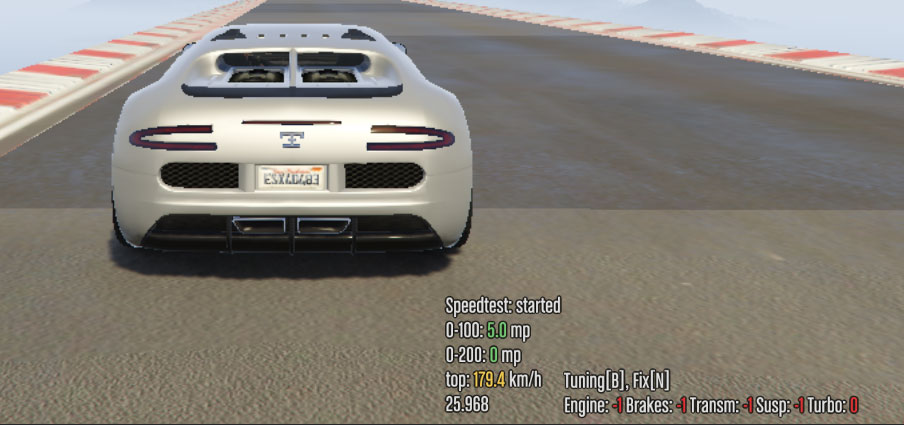 Speedtest: started
0-100: 5.0 mp
0-200: 0 mp
top: 179.4 km/h
25.968
Tuning[B], Fix[N]
Engine: -1 Brakes: -1 Transm: -1 Susp: -1 Turbo: 0